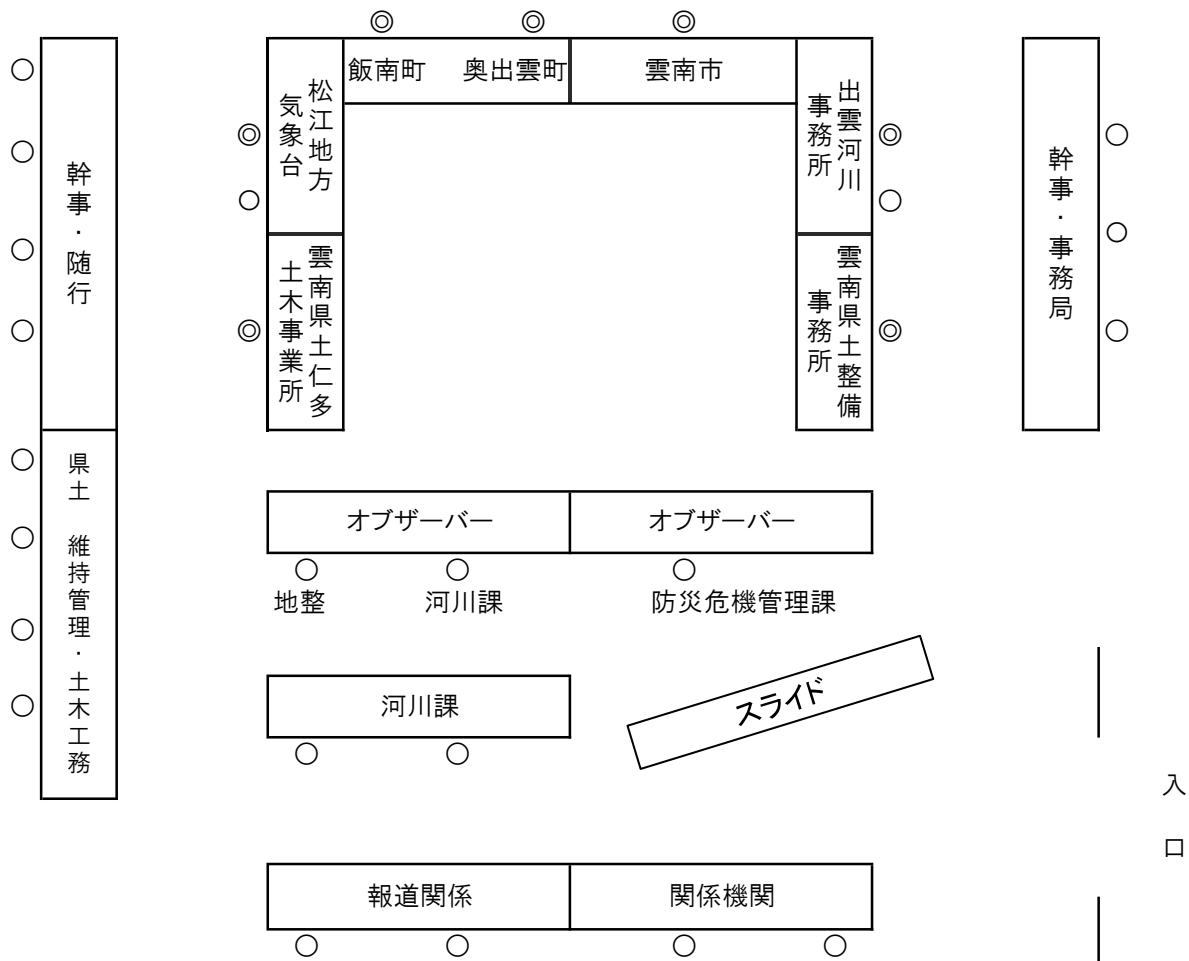 ◎ ◎ ◎
飯南町 奥出雲町 雲南市
松江地方
気象台
出雲河川
事務所
幹事・随行
幹事・事務局
◎ ◎
○ ○
雲南県土仁多
土木事業所
雲南県土整備
事務所
◎ ◎
県土 維持管理・土木工務
オブザーバー オブザーバー
○ ○ ○
地整 河川課 防災危機管理課
河川課
スライド
○ ○
入口
報道関係 関係機関
○ ○ ○ ○